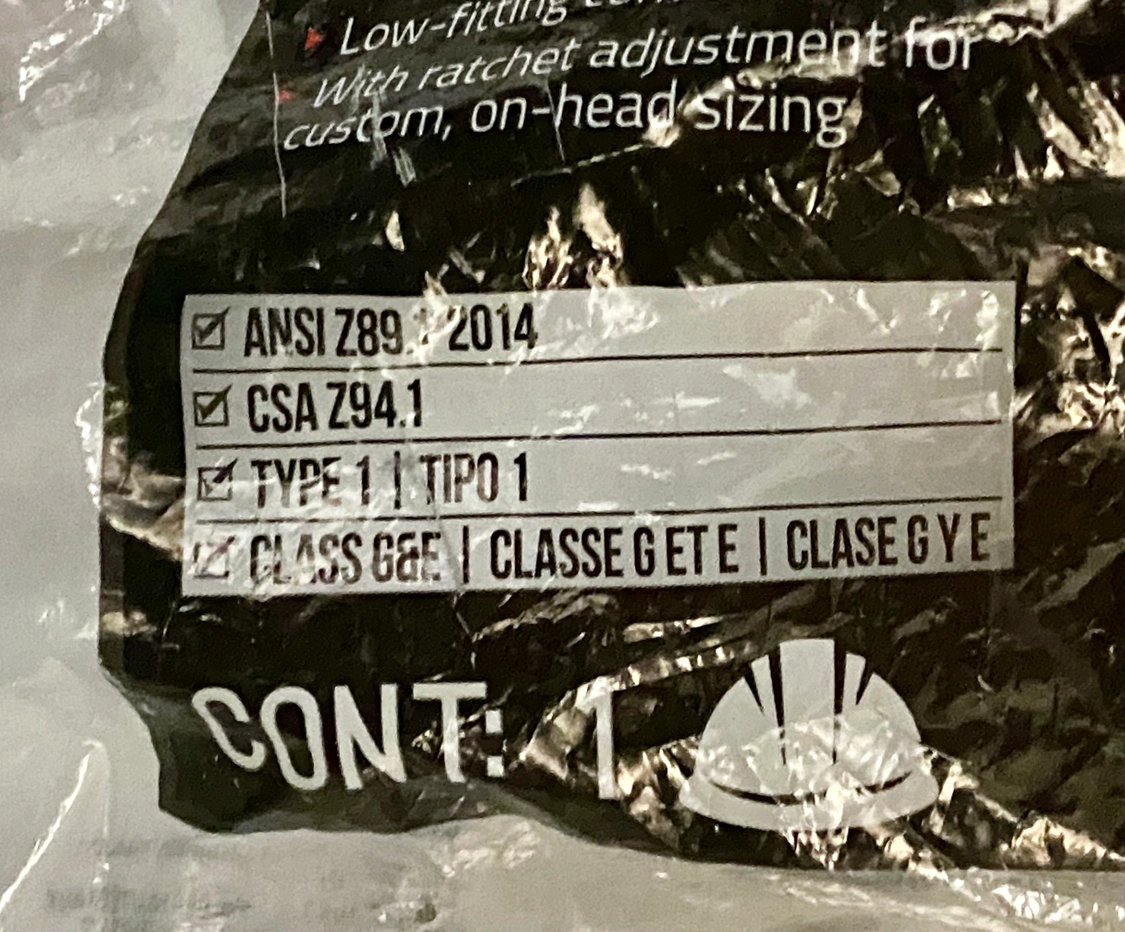 Low-fitting
With ratchet adjustment for
custom, on-head sizing
ANSI Z89.1 2014
CSA Z94.1
TYPE 1 | TIPO 1
CLASS G&E | CLASSE G ET E | CLASE G Y E
CONT: 1